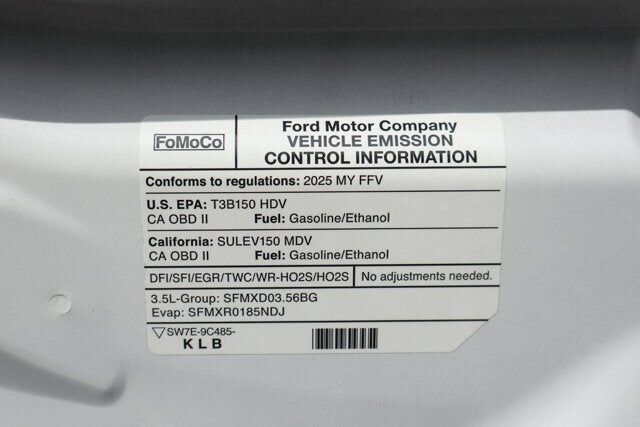 FoMoCo
Ford Motor Company
VEHICLE EMISSION
CONTROL INFORMATION
Conforms to regulations: 2025 MY FFV
U.S. EPA: T3B150 HDV
CA OBD II Fuel: Gasoline/Ethanol
California: SULEV150 MDV
CA OBD II Fuel: Gasoline/Ethanol
DFI/SFI/EGR/TWC/WR-HO2S/HO2S No adjustments needed.
3.5L-Group: SFMXD03.56BG
Evap: SFMXR0185NDJ
SW7E-9C485-
KLB